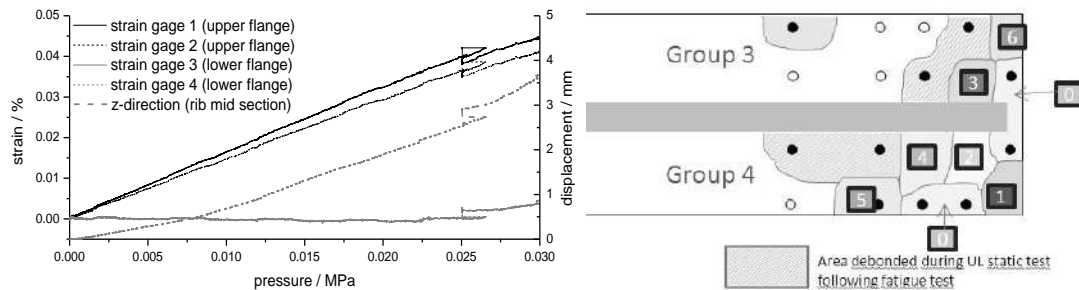 strain gage 1 (upper flange)
strain gage 2 (upper flange)
strain gage 3 (lower flange)
strain gage 4 (lower flange)
z-direction (rib mid section)
0.05
0.04
0.03
0.02
0.01
0.00
strain / %
5
4
3
2
1
0
displacement / mm
0.000 0.005 0.010 0.015 0.020 0.025 0.030
pressure / MPa
Group 3
6
3
0
Group 4
4 2
5 1
0
Area debonded during UL static test
following fatigue test